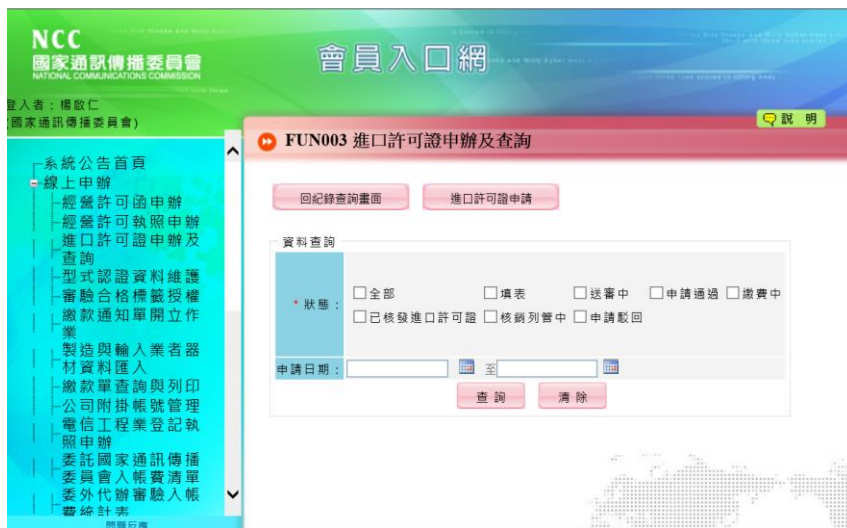 NCC
國家通訊傳播委員會
NATIONAL COMMUNICATIONS COMMISSION
會員入口網
登入者：楊啟仁
(國家通訊傳播委員會)
說 明
系統公告首頁
線上申辦
經營許可函申辦
經營許可執照申辦
進口許可證申辦及
查詢
型式認證資料維護
審驗合格標籤授權
繳款通知單開立作
業
製造與輸入業者器
材資料匯入
繳款單查詢與列印
公司附掛帳號管理
電信工程業登記執
照申辦
委託國家通訊傳播
委員會入帳費清單
委外代辦審驗入帳
費統計表
問題反應
FUN003 進口許可證申辦及查詢
回紀錄查詢畫面
進口許可證申請
資料查詢
* 狀態：
全部 填表 送審中 申請通過 繳費中
已核發進口許可證 核銷列管中 申請駁回
申請日期： 至
查 詢 清 除